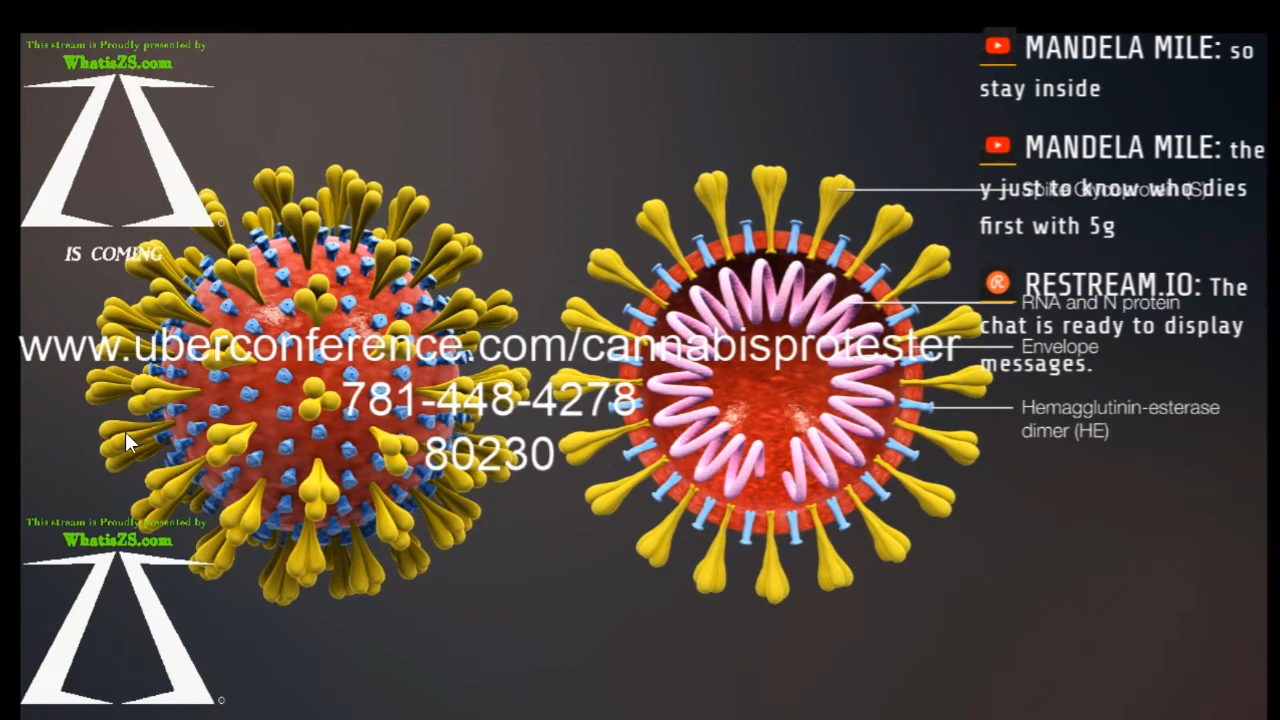 This stream is Proudly presented by
WhatisZS.com
IS COMING
MANDELA MILE: so
stay inside
MANDELA MILE: the
y just to know who dies
first with 5g
RESTREAM.IO: The
chat is ready to display
messages.
Spike Glycoprotein (S)
RNA and N protein
Envelope
Hemagglutinin-esterase
dimer (HE)
www.uberconference.com/cannabisprotester
781-448-4278
80230
This stream is Proudly presented by
WhatisZS.com